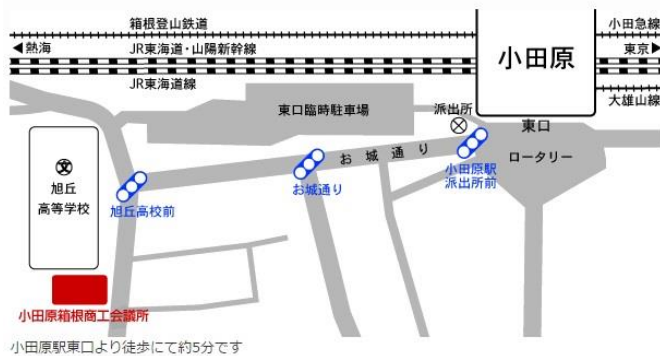 箱根登山鉄道
小田急線
◀熱海
JR東海道・山陽新幹線
東京▶
小田原
JR東海道線
大雄山線
東口臨時駐車場
派出所
東口
ロータリー
お城通り
小田原駅
派出所前
文
旭丘
高等学校
旭丘高校前
お城通り
小田原箱根商工会議所
小田原駅東口より徒歩にて約5分です